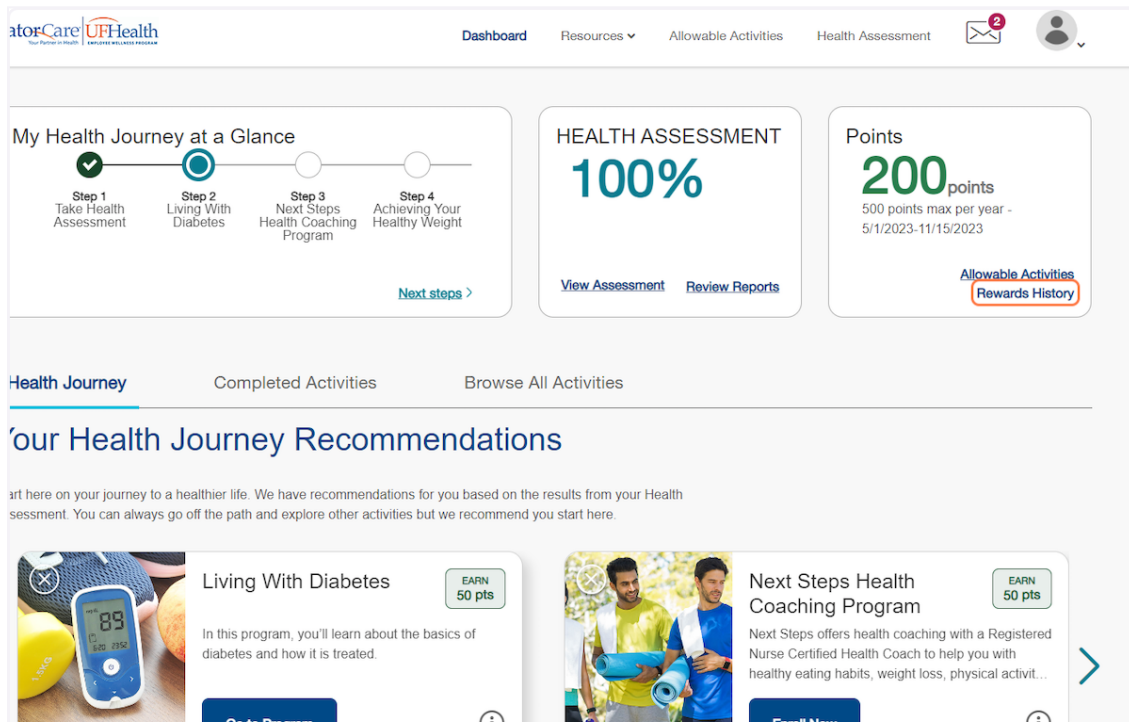 atorCare UFHealth
Your Partner in Health EMPLOYEE WELLNESS PROGRAM
Dashboard
Resources
Allowable Activities
Health Assessment
2
My Health Journey at a Glance
Step 1
Take Health
Assessment
Step 2
Living With
Diabetes
Step 3
Next Steps
Health Coaching
Program
Step 4
Achieving Your
Healthy Weight
Next steps >
HEALTH ASSESSMENT
100%
View Assessment
Review Reports
Points
200 points
500 points max per year -
5/1/2023-11/15/2023
Allowable Activities
Rewards History
Health Journey
Completed Activities
Browse All Activities
Your Health Journey Recommendations
art here on your journey to a healthier life. We have recommendations for you based on the results from your Health
sessment. You can always go off the path and explore other activities but we recommend you start here.
89
Living With Diabetes
EARN
50 pts
In this program, you'll learn about the basics of
diabetes and how it is treated.
Go to Program
Next Steps Health
Coaching Program
EARN
50 pts
Next Steps offers health coaching with a Registered
Nurse Certified Health Coach to help you with
healthy eating habits, weight loss, physical activit...
Enroll Now